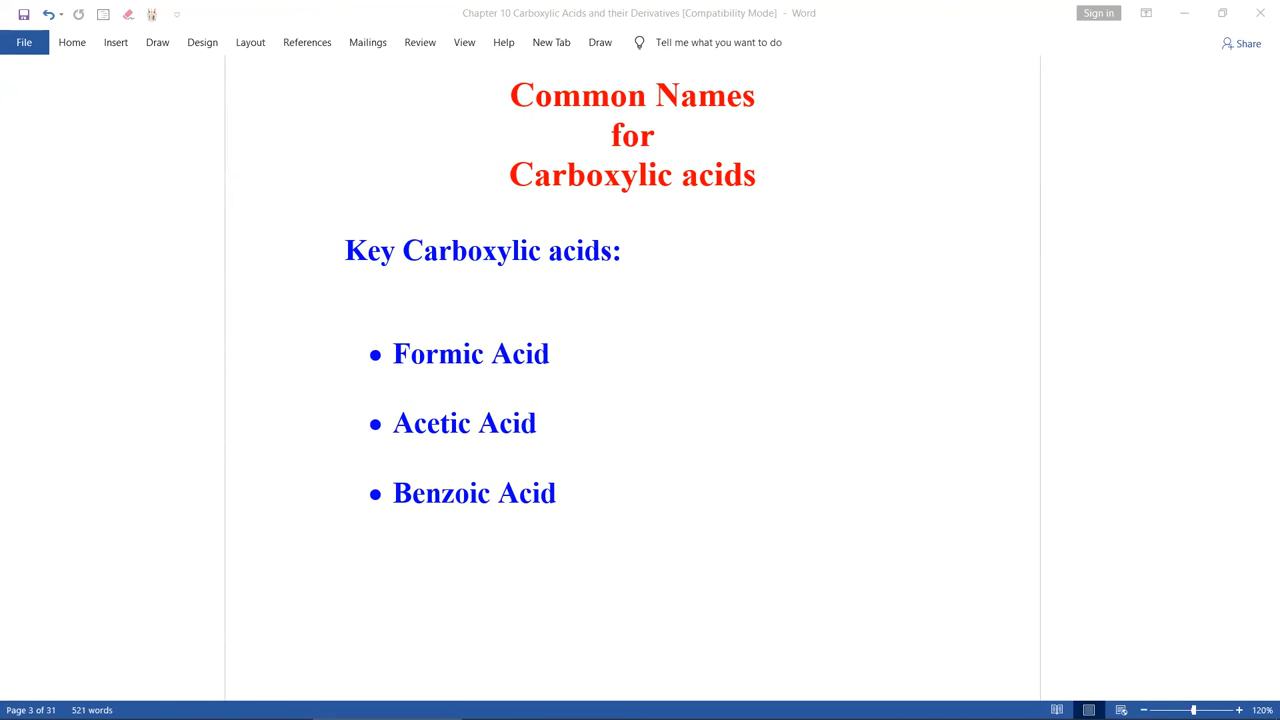 Chapter 10 Carboxylic Acids and their Derivatives [Compatibility Mode] - Word
Sign in
File Home Insert Draw Design Layout References Mailings Review View Help New Tab Draw Tell me what you want to do Share
Common Names
for
Carboxylic acids
Key Carboxylic acids:
• Formic Acid
• Acetic Acid
• Benzoic Acid
Page 3 of 31 521 words 120%